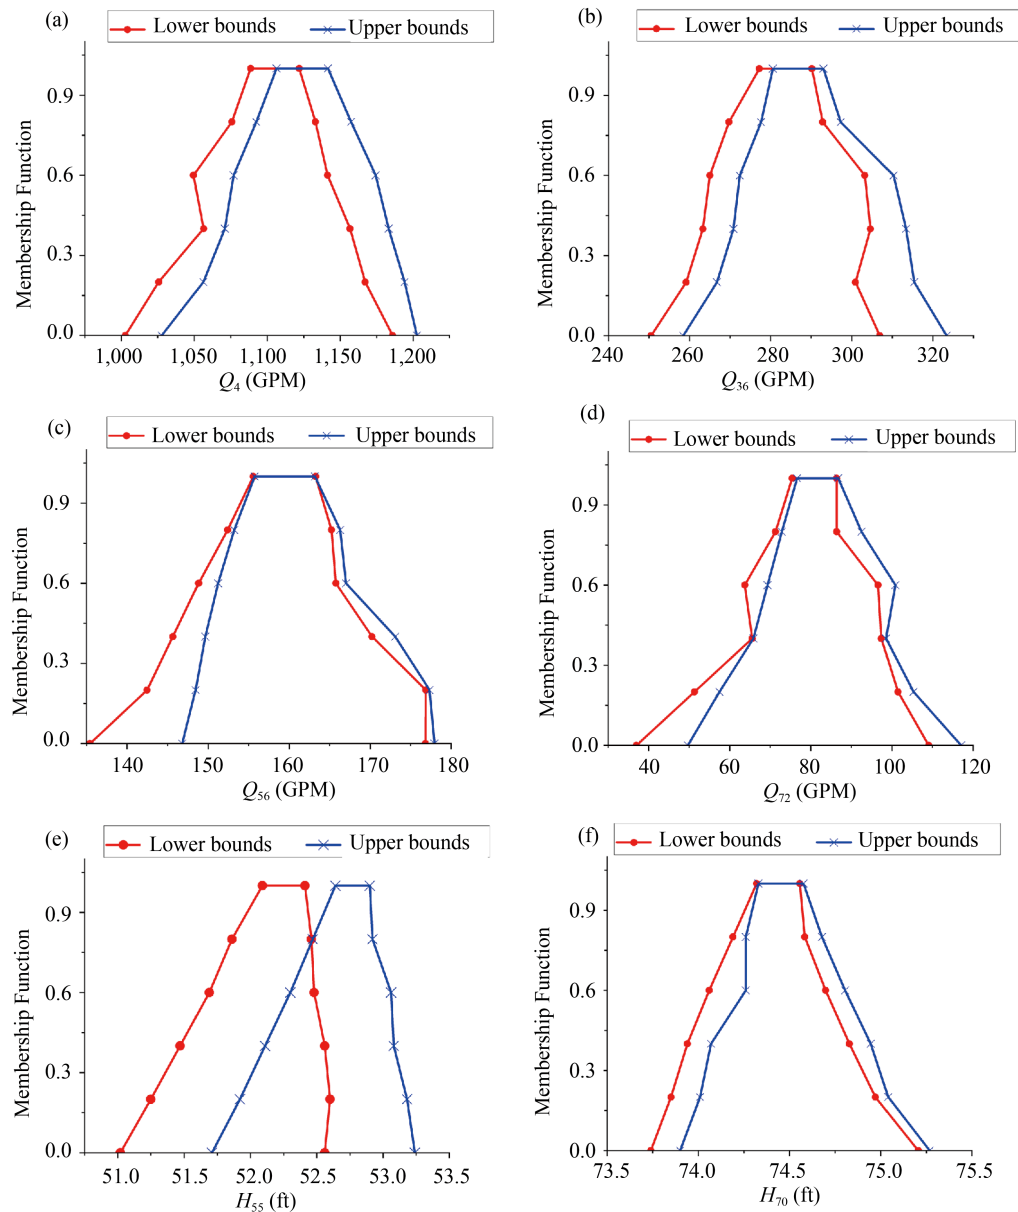 (a)
Lower bounds
Upper bounds
Membership Function
0.9
0.6
0.3
0.0
1,000 1,050 1,100 1,150 1,200
Q4 (GPM)
(b)
Lower bounds
Upper bounds
Membership Function
0.9
0.6
0.3
0.0
240 260 280 300 320
Q36 (GPM)
(c)
Lower bounds
Upper bounds
Membership Function
0.9
0.6
0.3
0.0
140 150 160 170 180
Q56 (GPM)
(d)
Lower bounds
Upper bounds
Membership Function
0.9
0.6
0.3
0.0
40 60 80 100 120
Q72 (GPM)
(e)
Lower bounds
Upper bounds
Membership Function
0.9
0.6
0.3
0.0
51.0 51.5 52.0 52.5 53.0 53.5
H55 (ft)
(f)
Lower bounds
Upper bounds
Membership Function
0.9
0.6
0.3
0.0
73.5 74.0 74.5 75.0 75.5
H70 (ft)